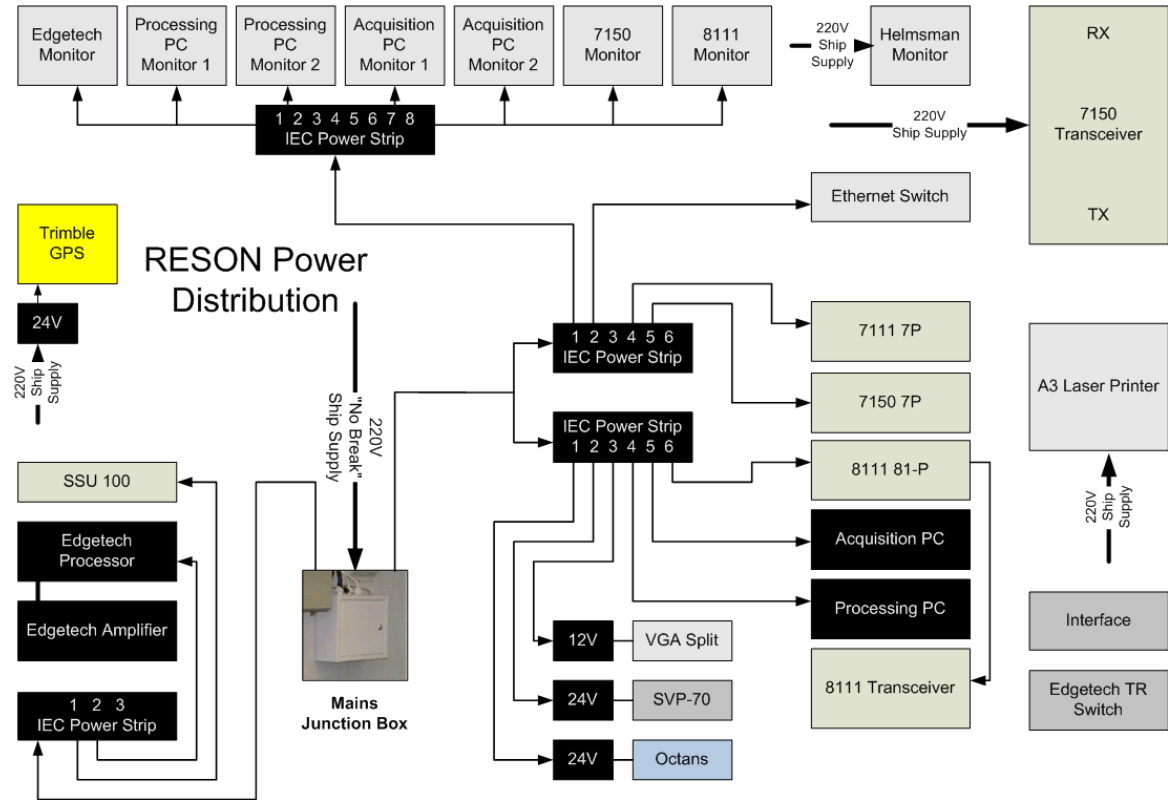 Edgetech
Monitor
Processing
PC
Monitor 1
Processing
PC
Monitor 2
Acquisition
PC
Monitor 1
Acquisition
PC
Monitor 2
7150
Monitor
8111
Monitor
220V
Ship
Supply
Helmsman
Monitor
RX
7150
Transceiver
TX
220V
Ship Supply
1 2 3 4 5 6 7 8
IEC Power Strip
Ethernet Switch
Trimble
GPS
24V
220V
Ship
Supply
RESON Power
Distribution
220V
"No Break"
Ship Supply
1 2 3 4 5 6
IEC Power Strip
IEC Power Strip
1 2 3 4 5 6
7111 7P
7150 7P
8111 81-P
Acquisition PC
Processing PC
8111 Transceiver
A3 Laser Printer
220V
Ship
Supply
Interface
Edgetech TR
Switch
SSU 100
Edgetech
Processor
Edgetech Amplifier
1 2 3
IEC Power Strip
Mains
Junction Box
12V
VGA Split
24V
SVP-70
24V
Octans